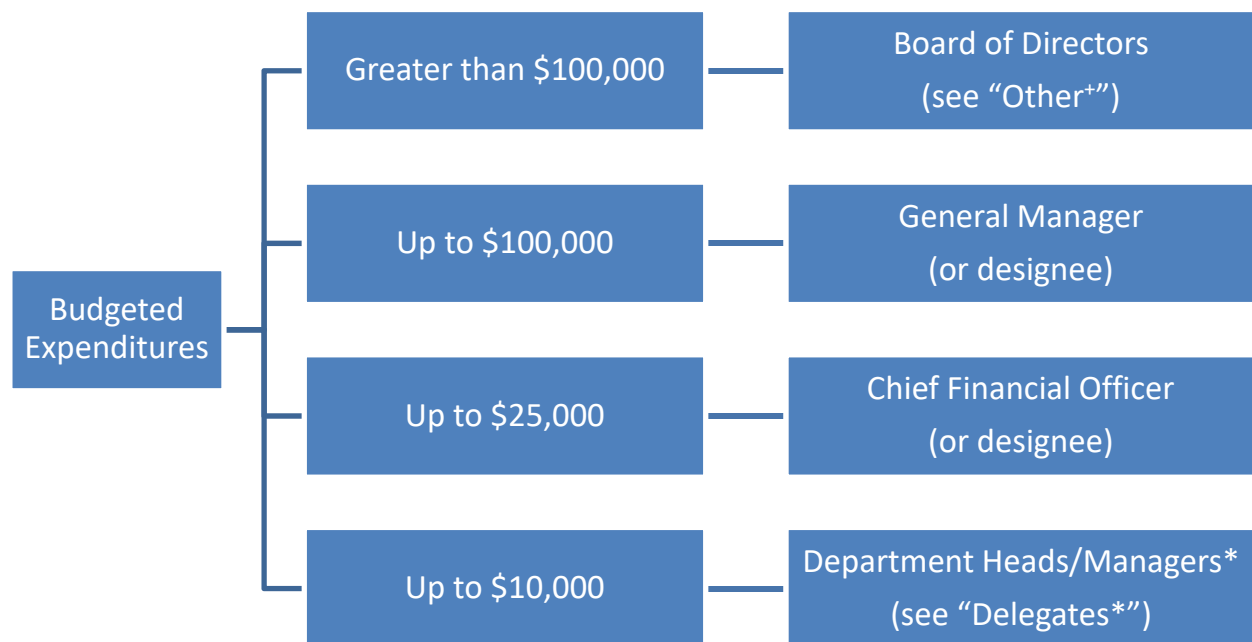 Budgeted
Expenditures
Greater than $100,000
Board of Directors
(see “Other⁺”)
Up to $100,000
General Manager
(or designee)
Up to $25,000
Chief Financial Officer
(or designee)
Up to $10,000
Department Heads/Managers*
(see “Delegates*”)